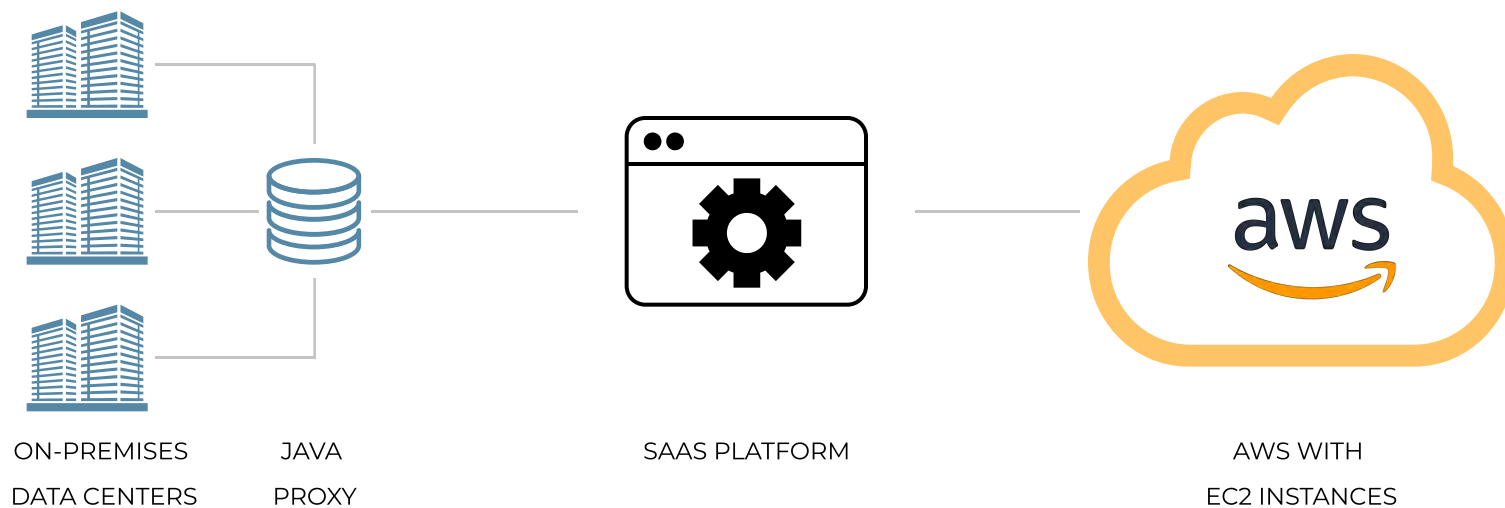 aws
ON-PREMISES
DATA CENTERS
JAVA
PROXY
SAAS PLATFORM
AWS WITH
EC2 INSTANCES